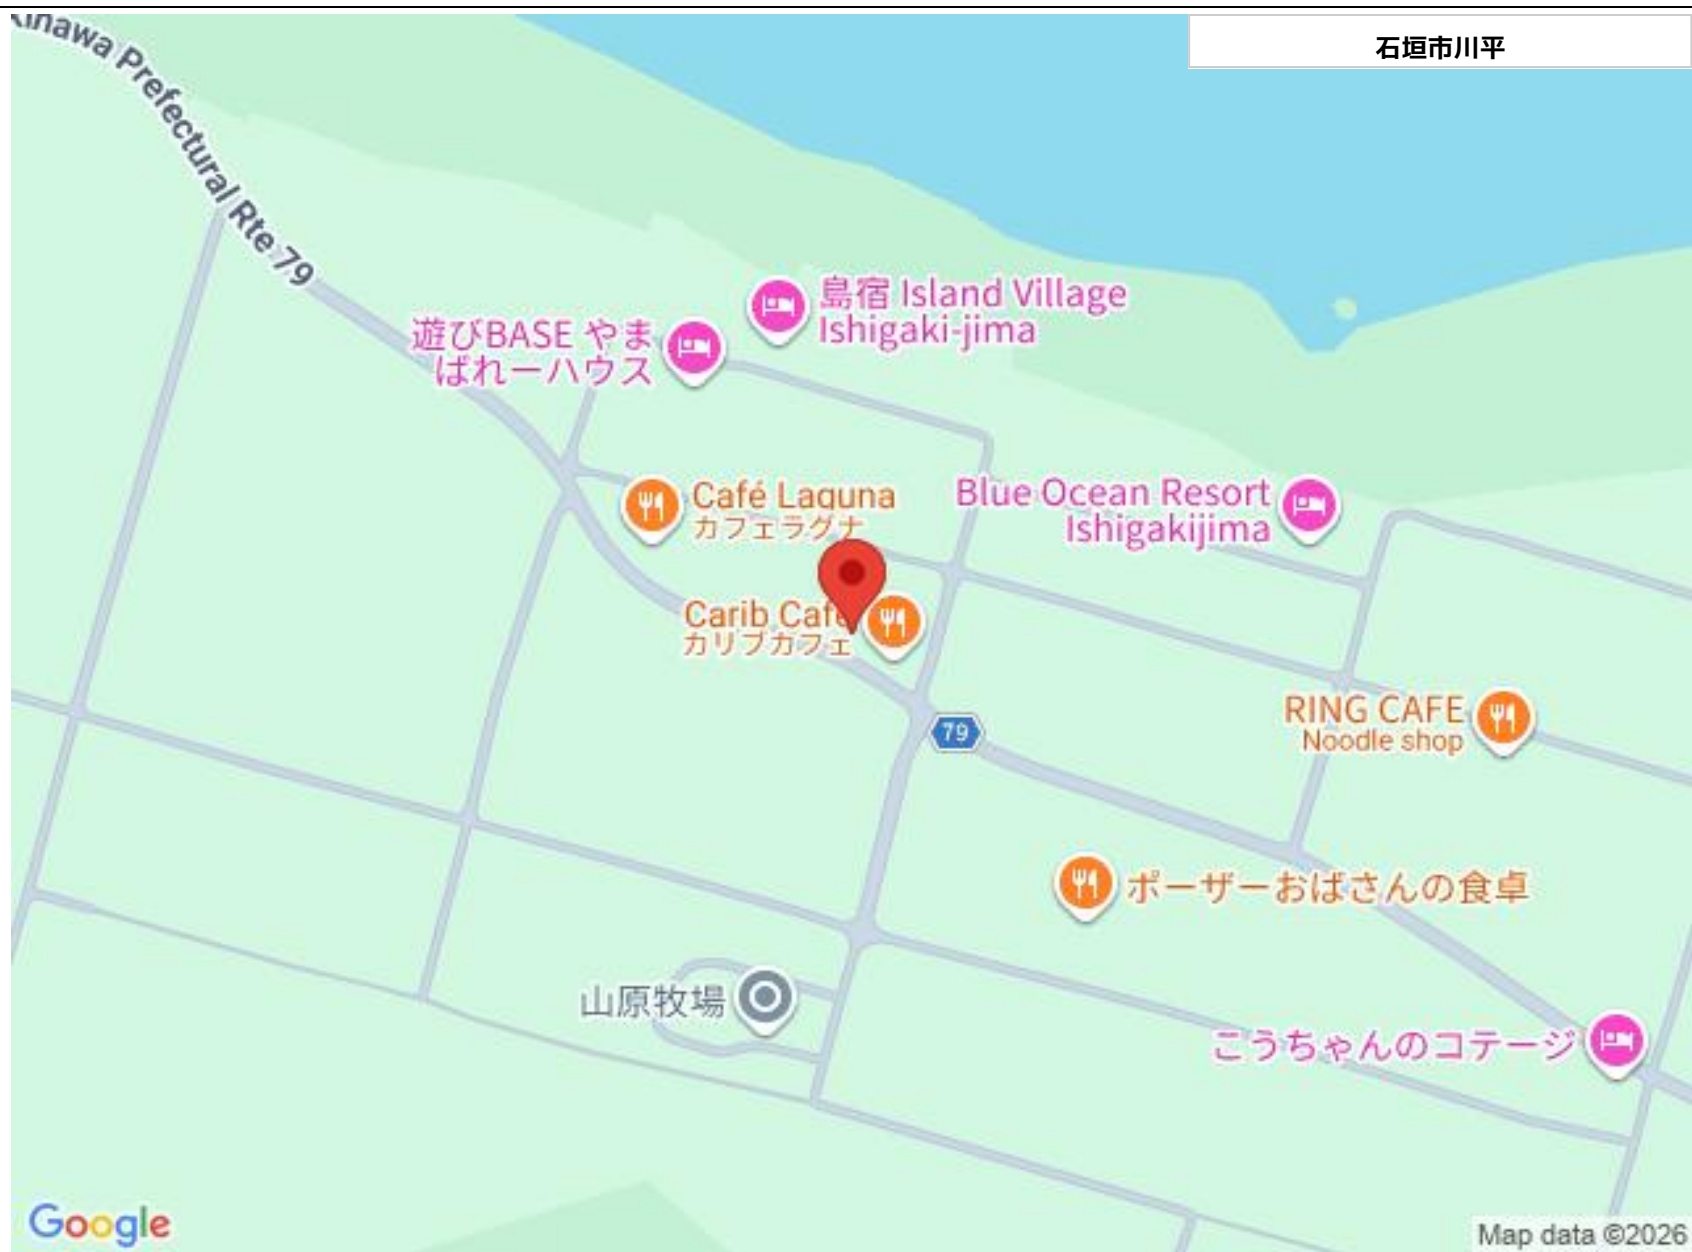 石垣市川平
kinawa Prefectural Rte 79
島宿 Island Village
Ishigaki-jima
遊びBASE やま
ばれーハウス
Café Laguna
カフェラグナ
Blue Ocean Resort
Ishigakijima
Carib Cafe
カリブカフェ
79
RING CAFE
Noodle shop
ポーザーおばさんの食卓
山原牧場
こうちゃんのコテージ
Google
Map data ©2026